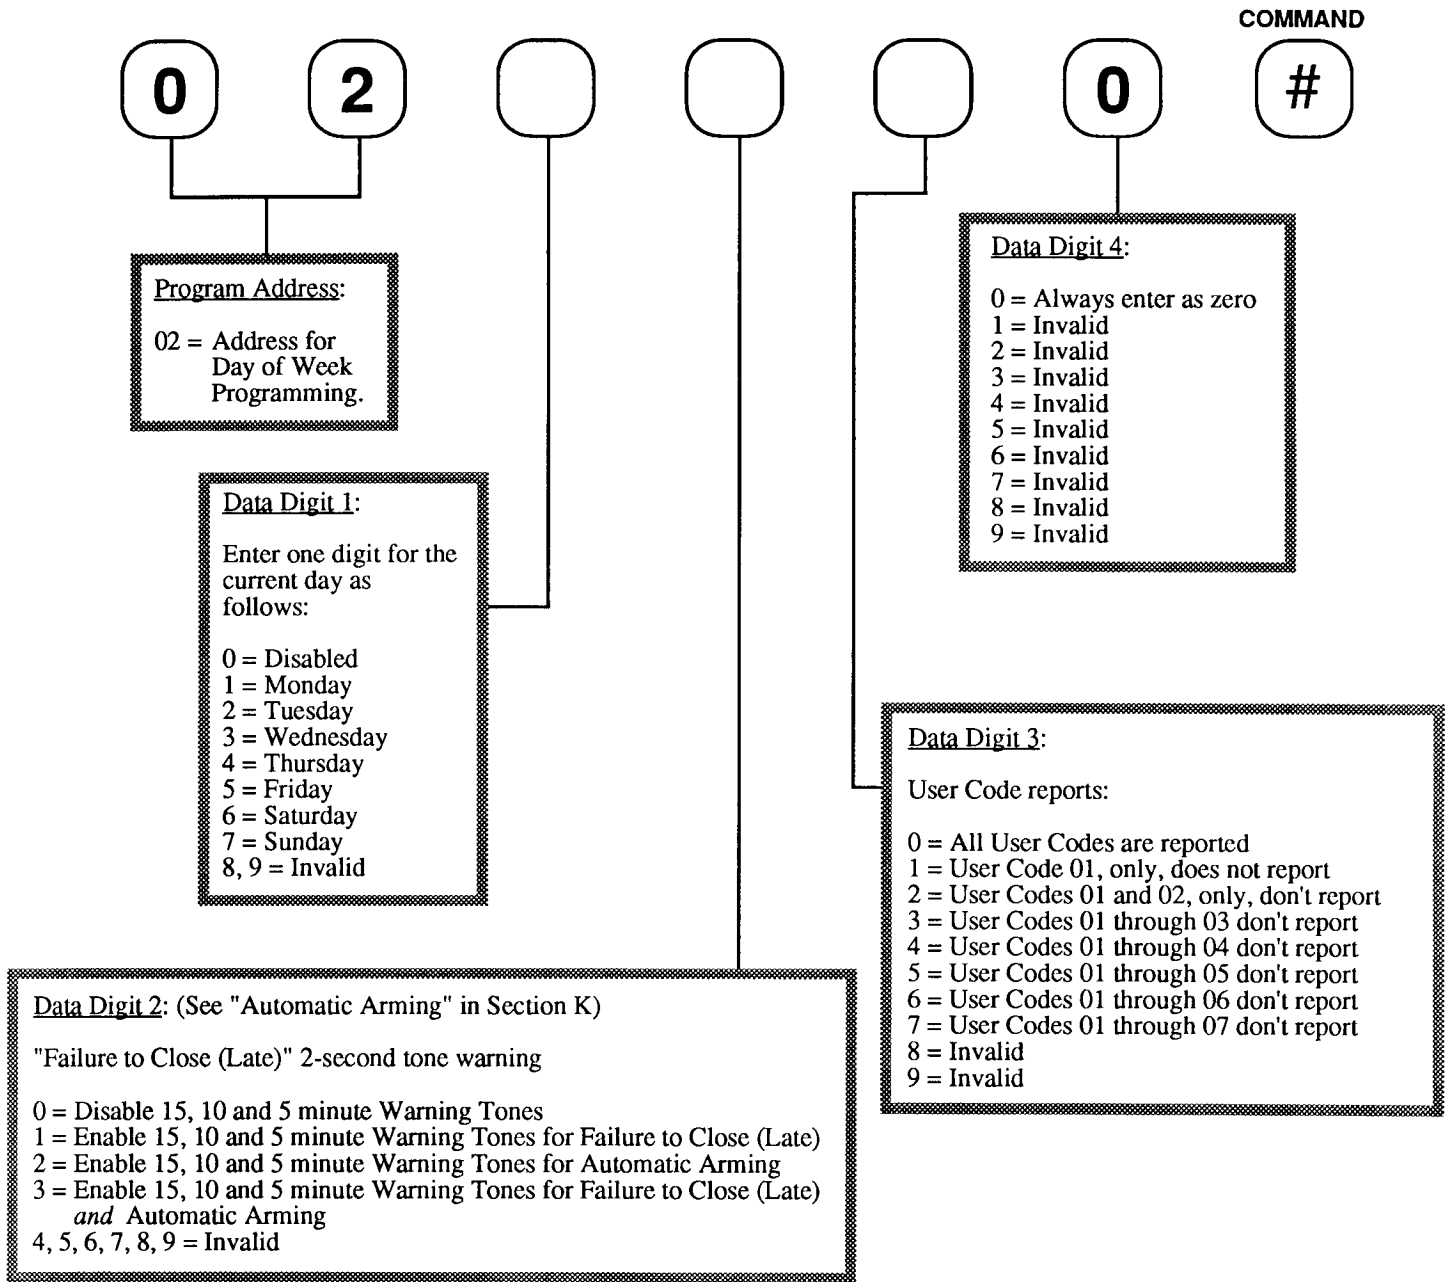 COMMAND
0 2 0 #
Program Address:
02 = Address for
Day of Week
Programming.
Data Digit 4:
0 = Always enter as zero
1 = Invalid
2 = Invalid
3 = Invalid
4 = Invalid
5 = Invalid
6 = Invalid
7 = Invalid
8 = Invalid
9 = Invalid
Data Digit 1:
Enter one digit for the
current day as
follows:
0 = Disabled
1 = Monday
2 = Tuesday
3 = Wednesday
4 = Thursday
5 = Friday
6 = Saturday
7 = Sunday
8, 9 = Invalid
Data Digit 3:
User Code reports:
0 = All User Codes are reported
1 = User Code 01, only, does not report
2 = User Codes 01 and 02, only, don't report
3 = User Codes 01 through 03 don't report
4 = User Codes 01 through 04 don't report
5 = User Codes 01 through 05 don't report
6 = User Codes 01 through 06 don't report
7 = User Codes 01 through 07 don't report
8 = Invalid
9 = Invalid
Data Digit 2: (See "Automatic Arming" in Section K)
"Failure to Close (Late)" 2-second tone warning
0 = Disable 15, 10 and 5 minute Warning Tones
1 = Enable 15, 10 and 5 minute Warning Tones for Failure to Close (Late)
2 = Enable 15, 10 and 5 minute Warning Tones for Automatic Arming
3 = Enable 15, 10 and 5 minute Warning Tones for Failure to Close (Late)
and Automatic Arming
4, 5, 6, 7, 8, 9 = Invalid